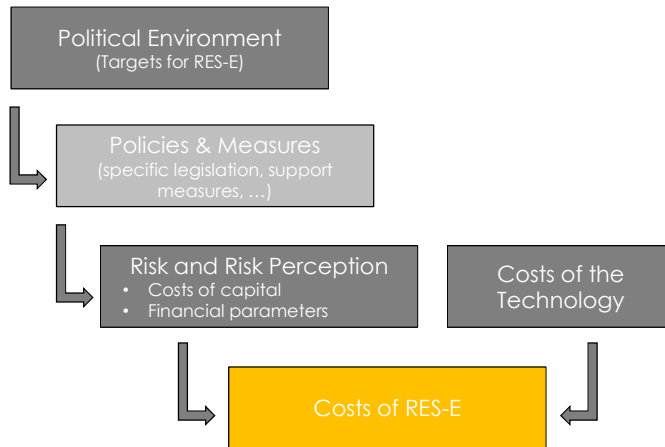 Political Environment
(Targets for RES-E)
Policies & Measures
(specific legislation, support
measures, …)
Risk and Risk Perception
• Costs of capital
• Financial parameters
Costs of the
Technology
Costs of RES-E